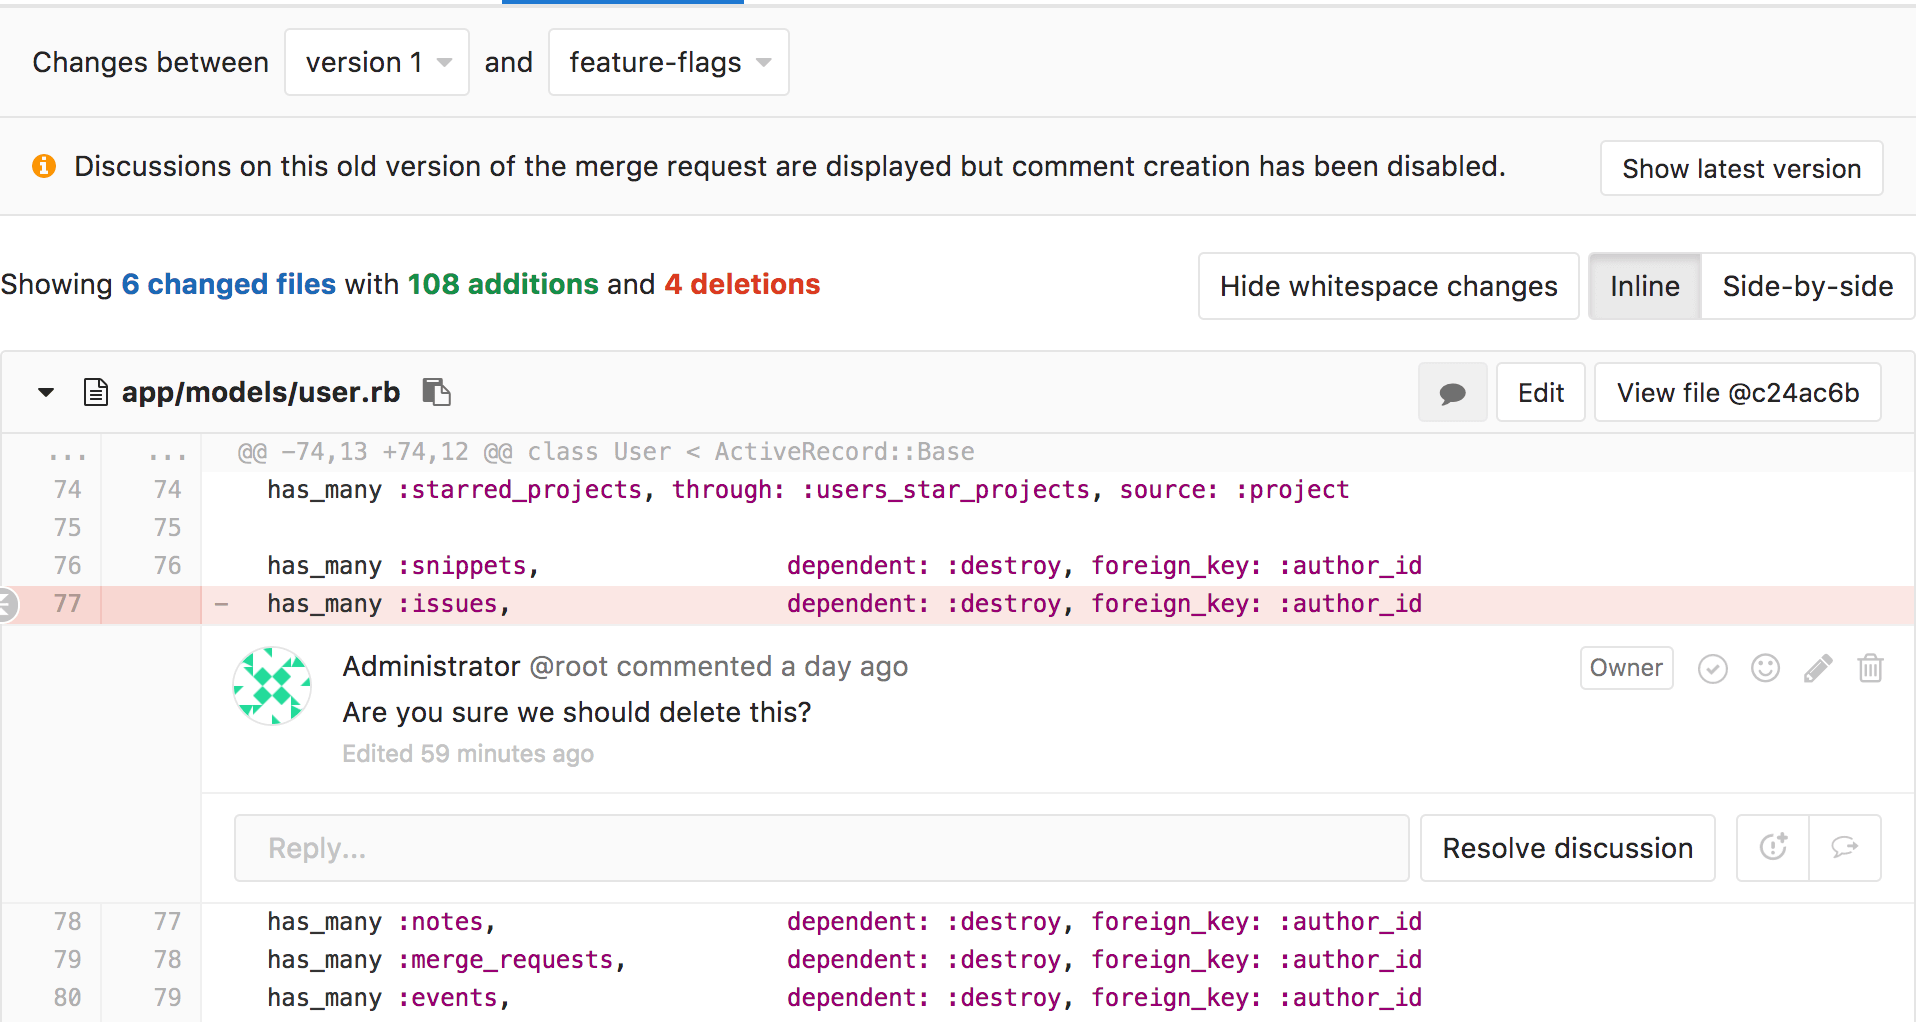 Changes between version 1 and feature-flags
Discussions on this old version of the merge request are displayed but comment creation has been disabled. Show latest version
Showing 6 changed files with 108 additions and 4 deletions Hide whitespace changes Inline Side-by-side
app/models/user.rb Edit View file @c24ac6b
... ... @@ -74,13 +74,12 @@ class User < ActiveRecord::Base
74 74 has_many :starred_projects, through: :users_star_projects, source: :project
75 75
76 76 has_many :snippets, dependent: :destroy, foreign_key: :author_id
77 - has_many :issues, dependent: :destroy, foreign_key: :author_id
Administrator @root commented a day ago Owner
Are you sure we should delete this?
Edited 59 minutes ago
Reply... Resolve discussion
78 77 has_many :notes, dependent: :destroy, foreign_key: :author_id
79 78 has_many :merge_requests, dependent: :destroy, foreign_key: :author_id
80 79 has_many :events, dependent: :destroy, foreign_key: :author_id